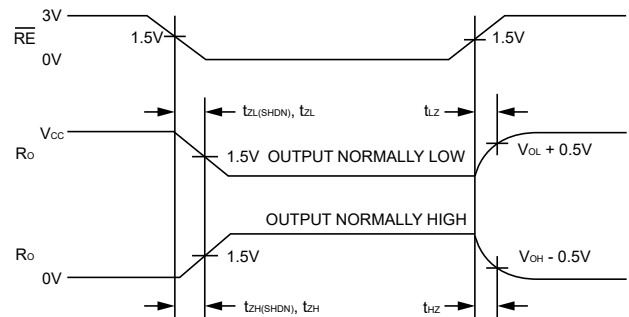 3V
RE
1.5V
1.5V
0V
tZL(SHDN), tZL
tLZ
VCC
RO
1.5V OUTPUT NORMALLY LOW
VOL + 0.5V
OUTPUT NORMALLY HIGH
RO
1.5V
VOH - 0.5V
0V
tZH(SHDN), tZH
tHZ